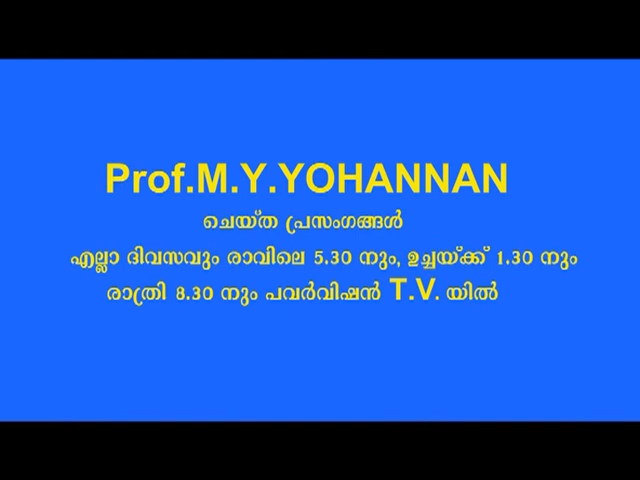 Prof.M.Y.YOHANNAN
ചെയ്ത പ്രസംഗങ്ങൾ
എല്ലാ ദിവസവും രാവിലെ 5.30 നും, ഉച്ചയ്ക്ക് 1.30 നും
രാത്രി 8.30 നും പവർവിഷൻ T.V. യിൽ